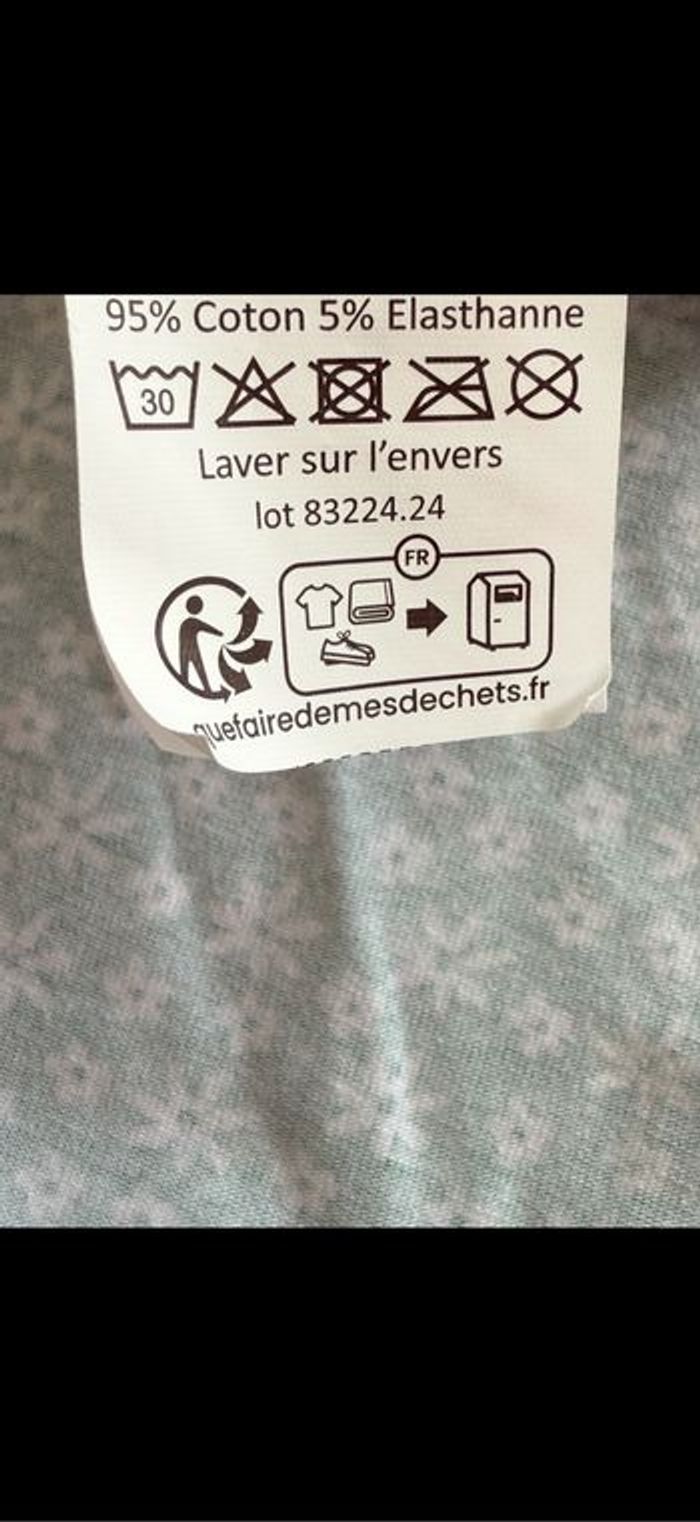 95% Coton 5% Elasthanne
30
Laver sur l'envers
lot 83224.24
FR
quefairedemesdechets.fr